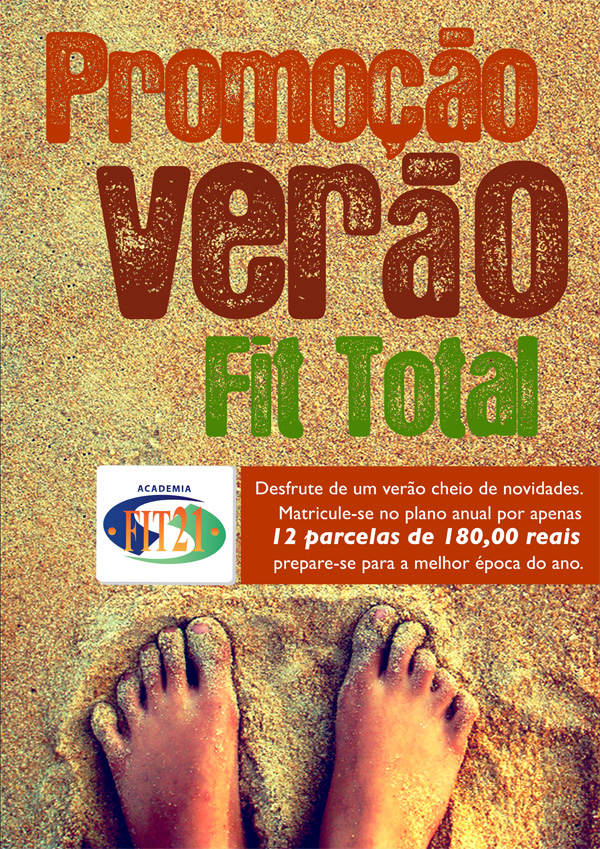 Promoção
verão
Fit Total
ACADEMIA
• FIT21 •
Desfrute de um verão cheio de novidades.
Matricule-se no plano anual por apenas
12 parcelas de 180,00 reais
prepare-se para a melhor época do ano.